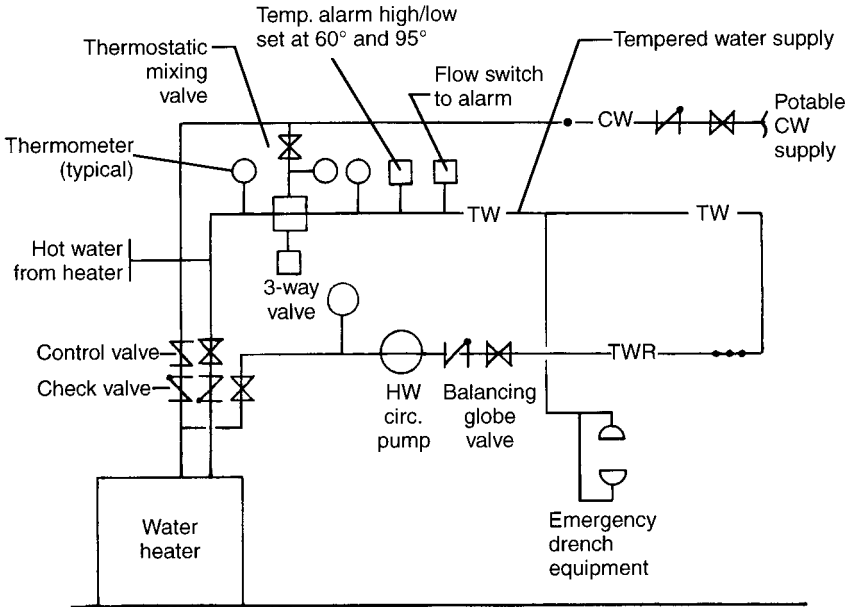 Temp. alarm high/low
set at 60° and 95°
Thermostatic
mixing
valve
Tempered water supply
Flow switch
to alarm
Potable
CW
supply
CW
Thermometer
(typical)
TW
TW
Hot water
from heater
3-way
valve
Control valve
TWR
Check valve
HW
circ.
pump
Balancing
globe
valve
Water
heater
Emergency
drench
equipment